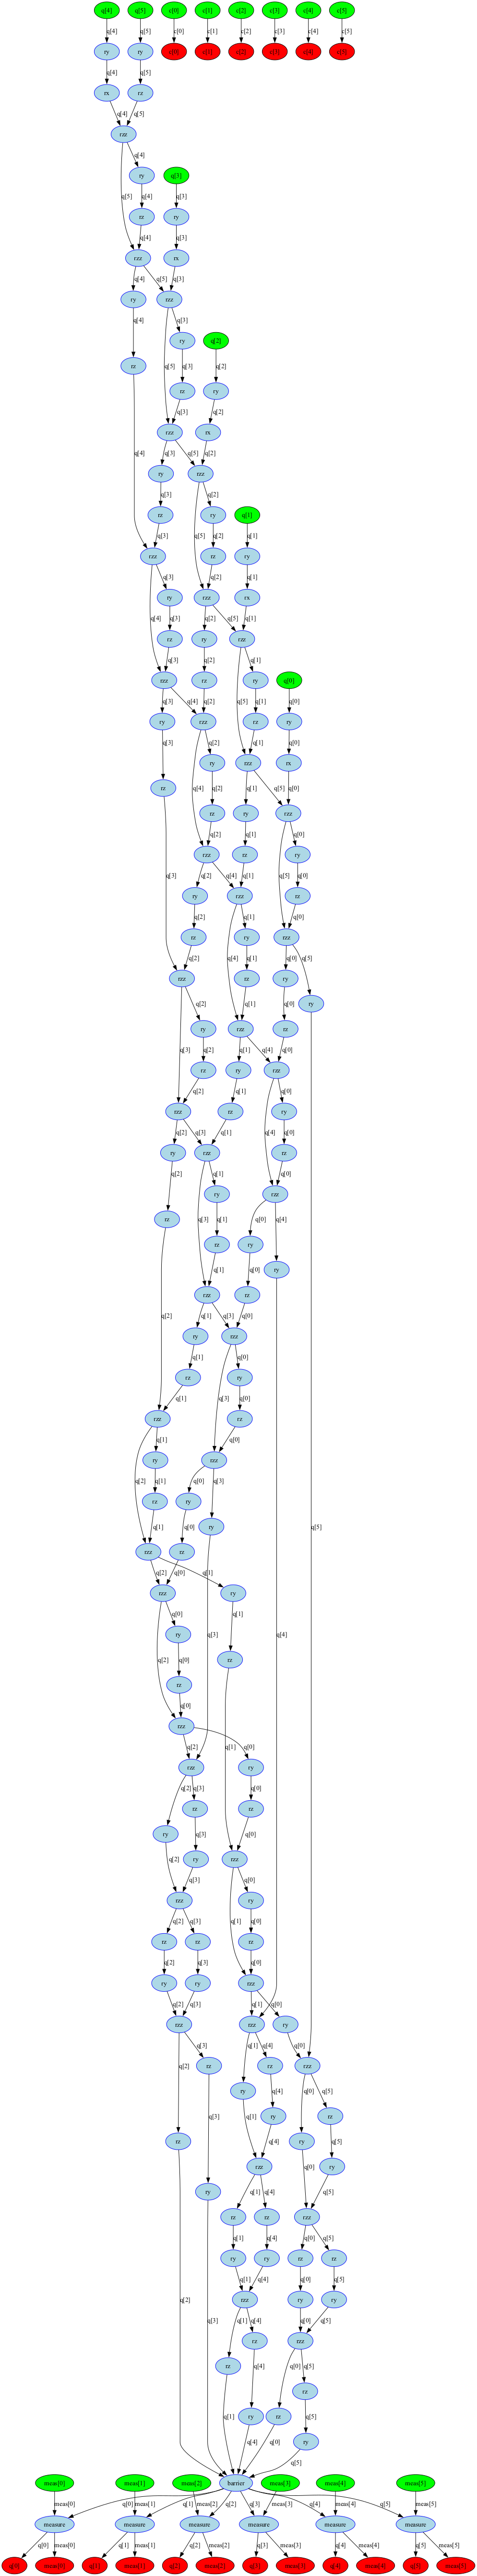 q[4] q[5] c[0] c[1] c[2] c[3] c[4] c[5]
q[4] q[5] c[0] c[1] c[2] c[3] c[4] c[5]
ry ry c[0] c[1] c[2] c[3] c[4] c[5]
q[4] q[5]
rx rz
q[4] q[5]
rzz
q[4]
ry q[3]
q[5] q[4] q[3]
rz ry
q[4] q[3]
rzz rx
q[4] q[5] q[3]
ry rzz
q[4] q[3]
ry q[2]
rz q[5] q[3] q[2]
rz ry
q[3] q[2]
rzz rx
q[4] q[3] q[5] q[2]
ry rzz
q[3] q[2]
rz ry q[1]
q[3] q[5] q[2] q[1]
rzz rz ry
q[3] q[2] q[1]
ry rzz rx
q[4] q[3] q[2] q[5] q[1]
rz ry rzz
q[3] q[2] q[1]
rzz rz ry q[0]
q[3] q[4] q[2] q[5] q[1] q[0]
ry rzz rz ry
q[3] q[2] q[1] q[0]
ry rzz rx
rz q[4] q[2] q[1] q[5] q[0]
rz ry rzz
q[2] q[1] q[0]
rzz rz ry
q[3] q[2] q[4] q[1] q[5] q[0]
ry rzz rz
q[2] q[1] q[0]
rz ry rzz
q[2] q[4] q[1] q[0] q[5]
rzz rz ry ry
q[2] q[1] q[0]
ry rzz rz
q[3] q[2] q[1] q[4] q[0]
rz ry rzz
q[2] q[1] q[0]
rzz rz ry
q[2] q[3] q[1] q[4] q[0]
ry rzz rz
q[2] q[1] q[0]
rz ry rzz
q[3] q[1] q[0] q[4]
rz ry ry
q[1] q[0]
rzz rz
q[1] q[3] q[0]
ry rzz
q[1] q[0]
rz ry
q[2] q[1] q[3] q[0]
rzz rz
q[1] q[0]
ry rzz
q[2] q[1] q[0] q[3]
rz ry ry q[5]
q[1] q[0]
rzz rz
q[2] q[0] q[1]
rzz ry
q[0] q[1]
ry q[3] q[4]
q[2] q[0] rz
rz
q[0]
rzz
q[2] q[1] q[0]
rzz ry
q[2] q[3] q[0]
rz rz
ry q[3] q[0]
q[2] ry rzz
q[3] q[0]
rzz ry
q[2] q[3] q[1] q[0]
rz rz rz
q[2] q[3] q[0]
ry ry rzz
q[2] q[3] q[1] q[0]
rzz rzz ry
q[3] q[1] q[4] q[0]
q[2] rz rz rzz
q[4] q[0] q[5]
ry ry rz
q[3] q[1] q[4] q[5]
rz ry
rzz ry
ry q[1] q[4] q[0] q[5]
rz rz rzz
q[1] q[4] q[0] q[5]
ry ry rz rz
q[2] q[3] q[1] q[4] q[0] q[5]
rzz ry ry
q[1] q[4] q[0] q[5]
rz rz rzz
q[0] q[5]
rz
q[4] q[5]
q[1] ry rz ry
q[4] q[0] q[5]
meas[0] meas[1] meas[2] barrier meas[3] meas[4] meas[5]
meas[0] q[0] meas[1] q[1] meas[2] q[2] q[3] meas[3] q[4] meas[4] q[5] meas[5]
measure measure measure measure measure measure
q[0] meas[0] q[1] meas[1] q[2] meas[2] q[3] meas[3] q[4] meas[4] q[5] meas[5]
q[0] meas[0] q[1] meas[1] q[2] meas[2] q[3] meas[3] q[4] meas[4] q[5] meas[5]